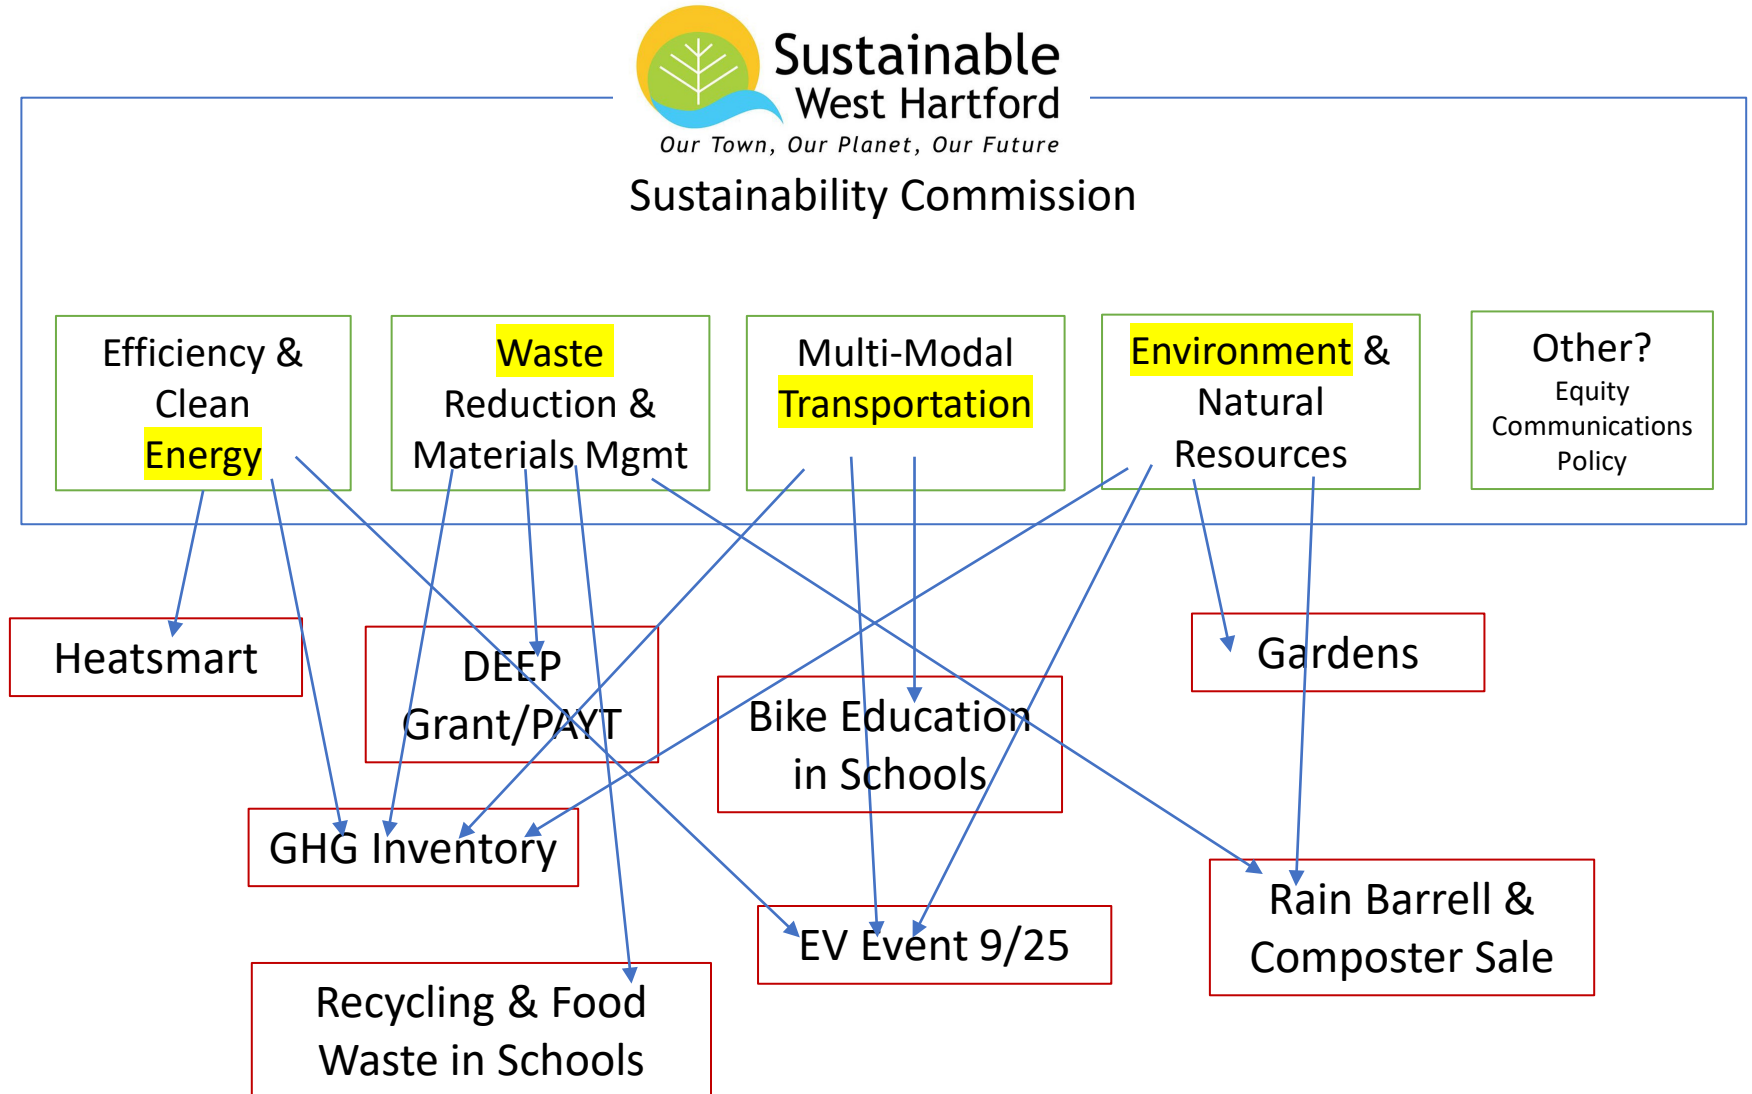 Sustainable
West Hartford
Our Town, Our Planet, Our Future
Sustainability Commission
Efficiency &
Clean
Energy
Waste
Reduction &
Materials Mgmt
Multi-Modal
Transportation
Environment &
Natural
Resources
Other?
Equity
Communications
Policy
Heatsmart
DEEP
Grant/PAYT
Bike Education
in Schools
Gardens
GHG Inventory
EV Event 9/25
Rain Barrell &
Composter Sale
Recycling & Food
Waste in Schools